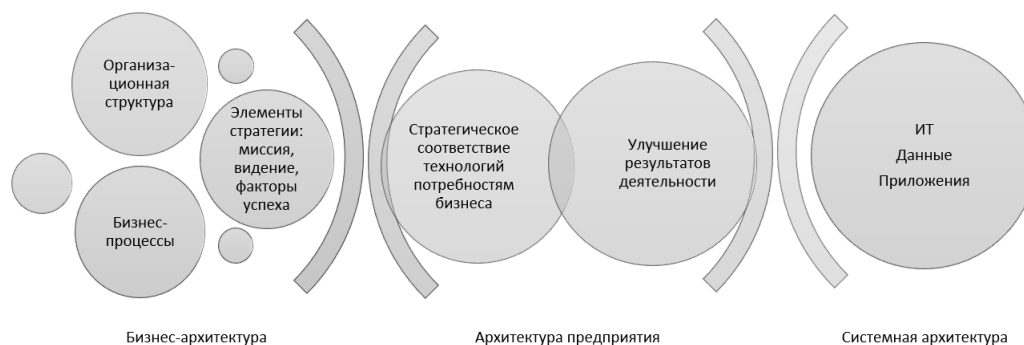 Организа-
ционная
структура
Элементы
стратегии:
миссия,
видение,
факторы
успеха
Бизнес-
процессы
Стратегическое
соответствие
технологий
потребностям
бизнеса
Улучшение
результатов
деятельности
ИТ
Данные
Приложения
Бизнес-архитектура
Архитектура предприятия
Системная архитектура